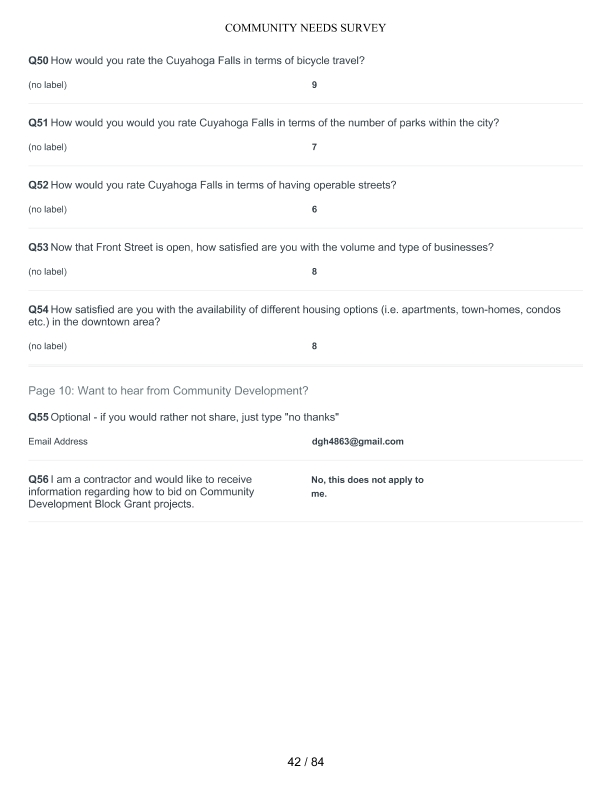 COMMUNITY NEEDS SURVEY
Q50 How would you rate the Cuyahoga Falls in terms of bicycle travel?
(no label) 9
Q51 How would you would you rate Cuyahoga Falls in terms of the number of parks within the city?
(no label) 7
Q52 How would you rate Cuyahoga Falls in terms of having operable streets?
(no label) 6
Q53 Now that Front Street is open, how satisfied are you with the volume and type of businesses?
(no label) 8
Q54 How satisfied are you with the availability of different housing options (i.e. apartments, town-homes, condos
etc.) in the downtown area?
(no label) 8
Page 10: Want to hear from Community Development?
Q55 Optional - if you would rather not share, just type "no thanks"
Email Address dgh4863@gmail.com
Q56 I am a contractor and would like to receive
information regarding how to bid on Community
Development Block Grant projects.
No, this does not apply to
me.
42 / 84